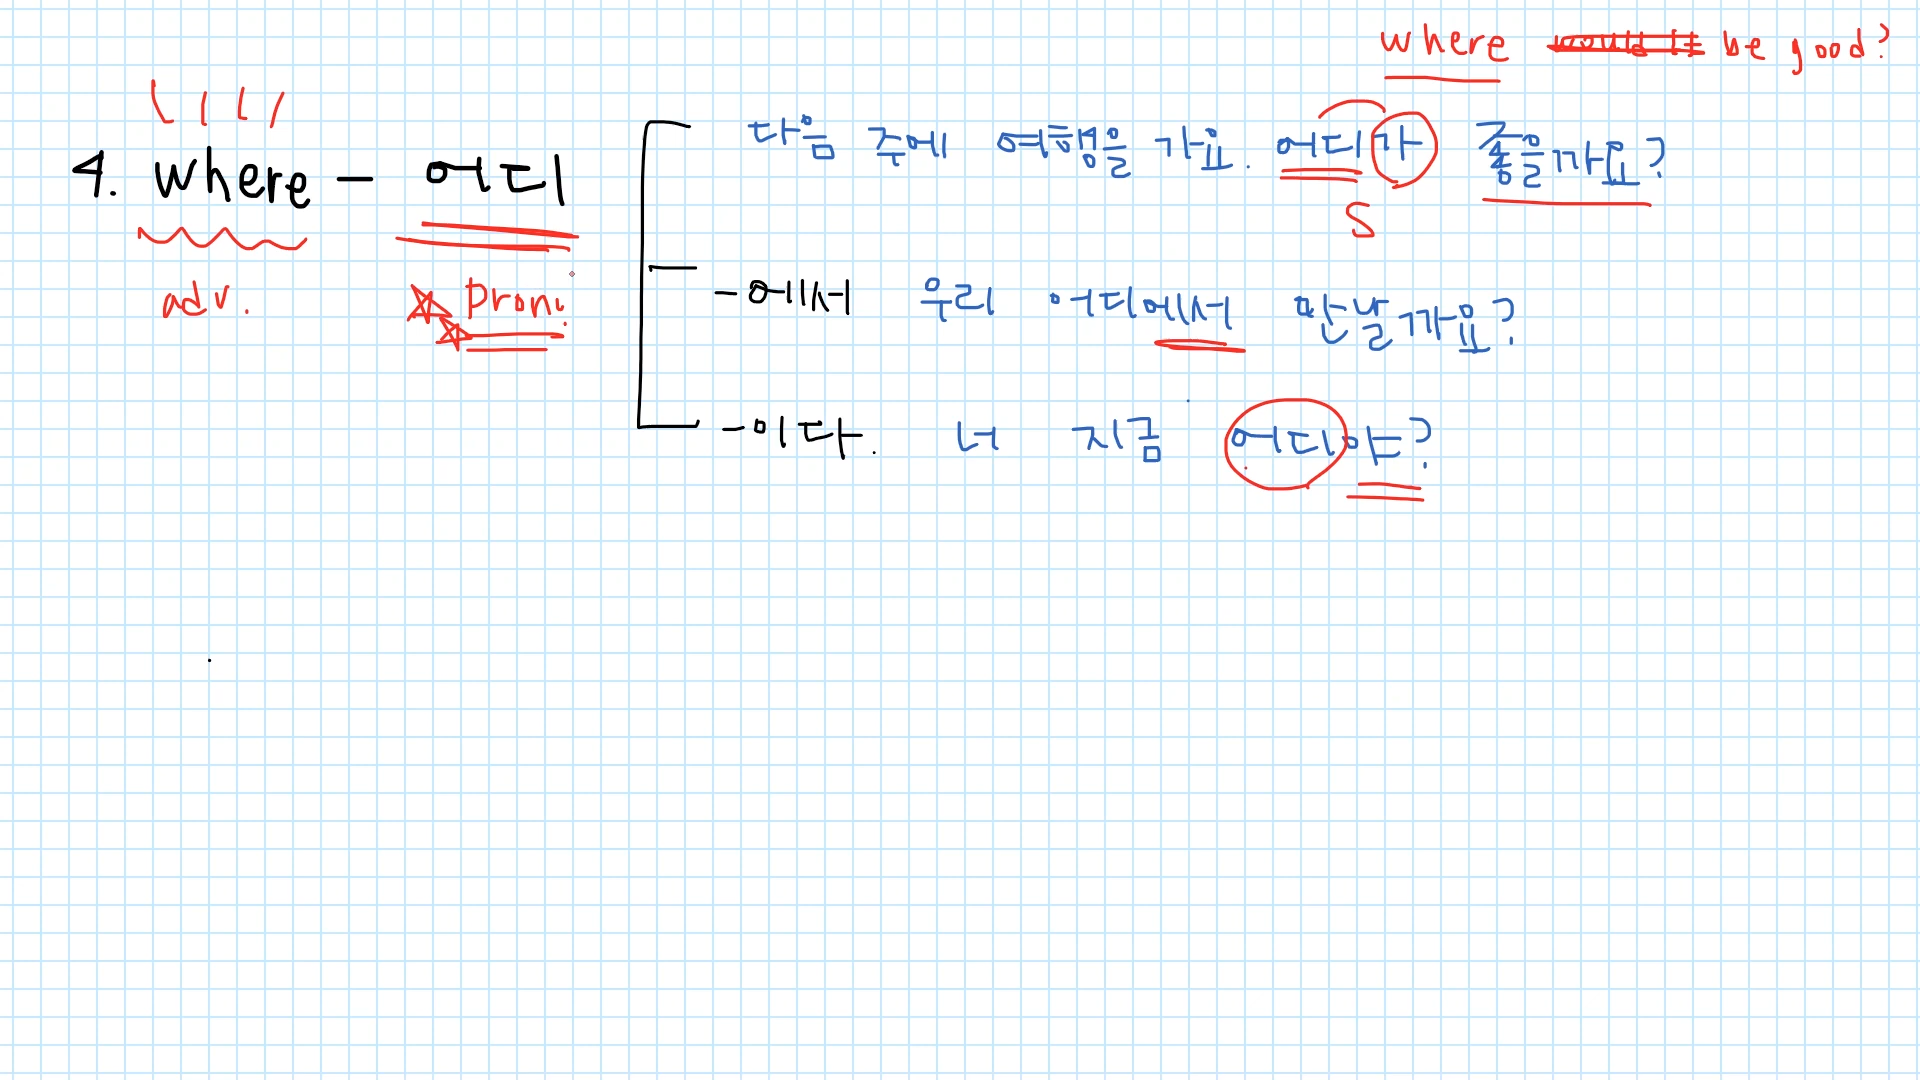 where would it be good?
4. where - 어디
adv.
pron.
다음 주에 여행을 가요. 어디가 좋을까요?
S
-에서 우리 어디에서 만날까요?
-이다. 너 지금 어디야?